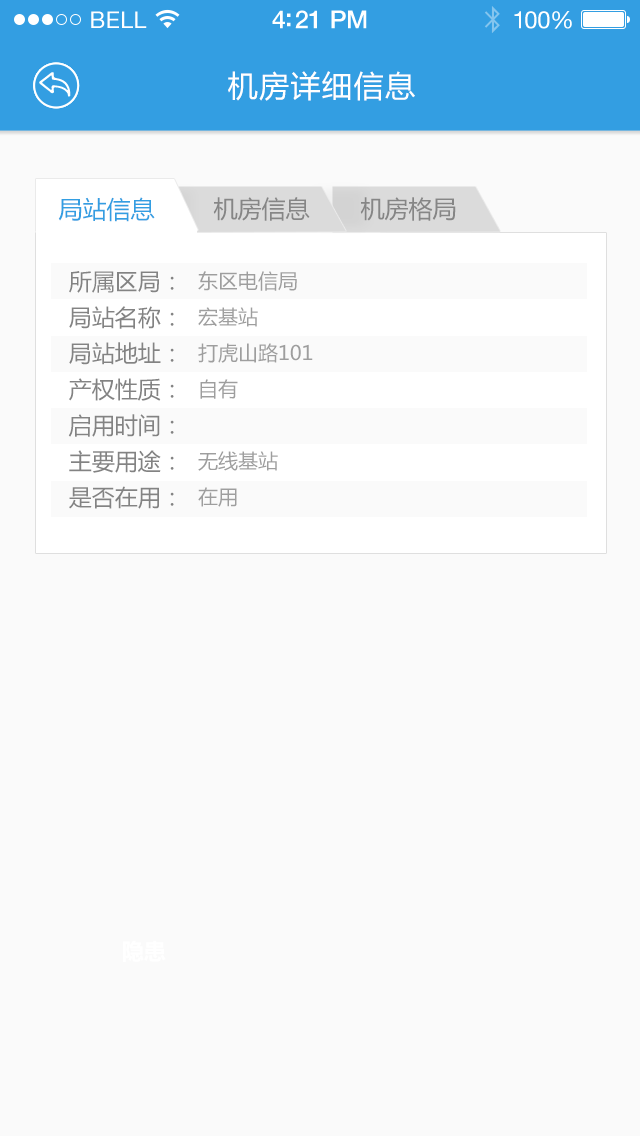 BELL 4:21 PM 100%
机房详细信息
局站信息 机房信息 机房格局
所属区局： 东区电信局
局站名称： 宏基站
局站地址： 打虎山路101
产权性质： 自有
启用时间：
主要用途： 无线基站
是否在用： 在用
隐患